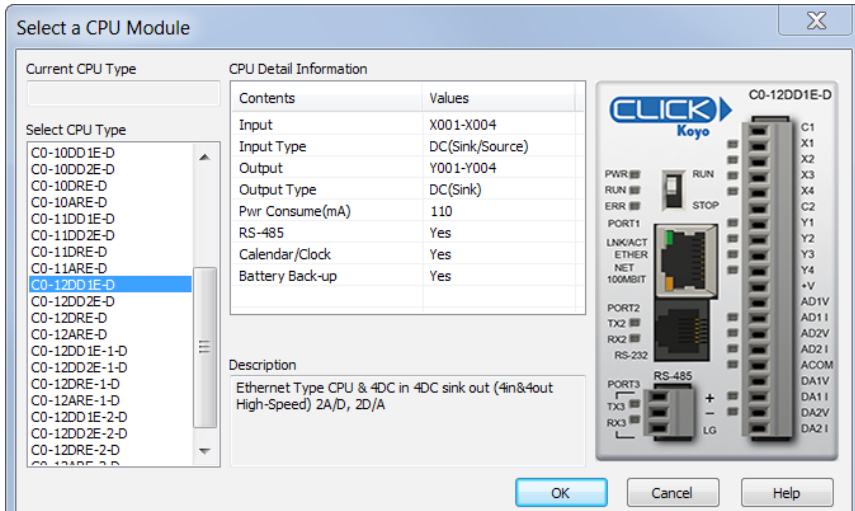 Select a CPU Module
Current CPU Type
Select CPU Type
C0-10DD1E-D
C0-10DD2E-D
C0-10DRE-D
C0-10ARE-D
C0-11DD1E-D
C0-11DD2E-D
C0-11DRE-D
C0-11ARE-D
C0-12DD1E-D
C0-12DD2E-D
C0-12DRE-D
C0-12ARE-D
C0-12DD1E-1-D
C0-12DD2E-1-D
C0-12DRE-1-D
C0-12ARE-1-D
C0-12DD1E-2-D
C0-12DD2E-2-D
C0-12DRE-2-D
CPU Detail Information
Contents Values
Input X001-X004
Input Type DC(Sink/Source)
Output Y001-Y004
Output Type DC(Sink)
Pwr Consume(mA) 110
RS-485 Yes
Calendar/Clock Yes
Battery Back-up Yes
Description
Ethernet Type CPU & 4DC in 4DC sink out (4in&4out
High-Speed) 2A/D, 2D/A
CLICK
Koyo
C0-12DD1E-D
PWR
RUN
ERR
RUN
STOP
PORT1
LNK/ACT
ETHER
NET
100MBIT
PORT2
TX2
RX2
RS-232
PORT3
RS-485
TX3
RX3
+
−
LG
C1
X1
X2
X3
X4
C2
Y1
Y2
Y3
Y4
+V
AD1V
AD1I
AD2V
AD2I
ACOM
DA1V
DA1I
DA2V
DA2I
OK
Cancel
Help